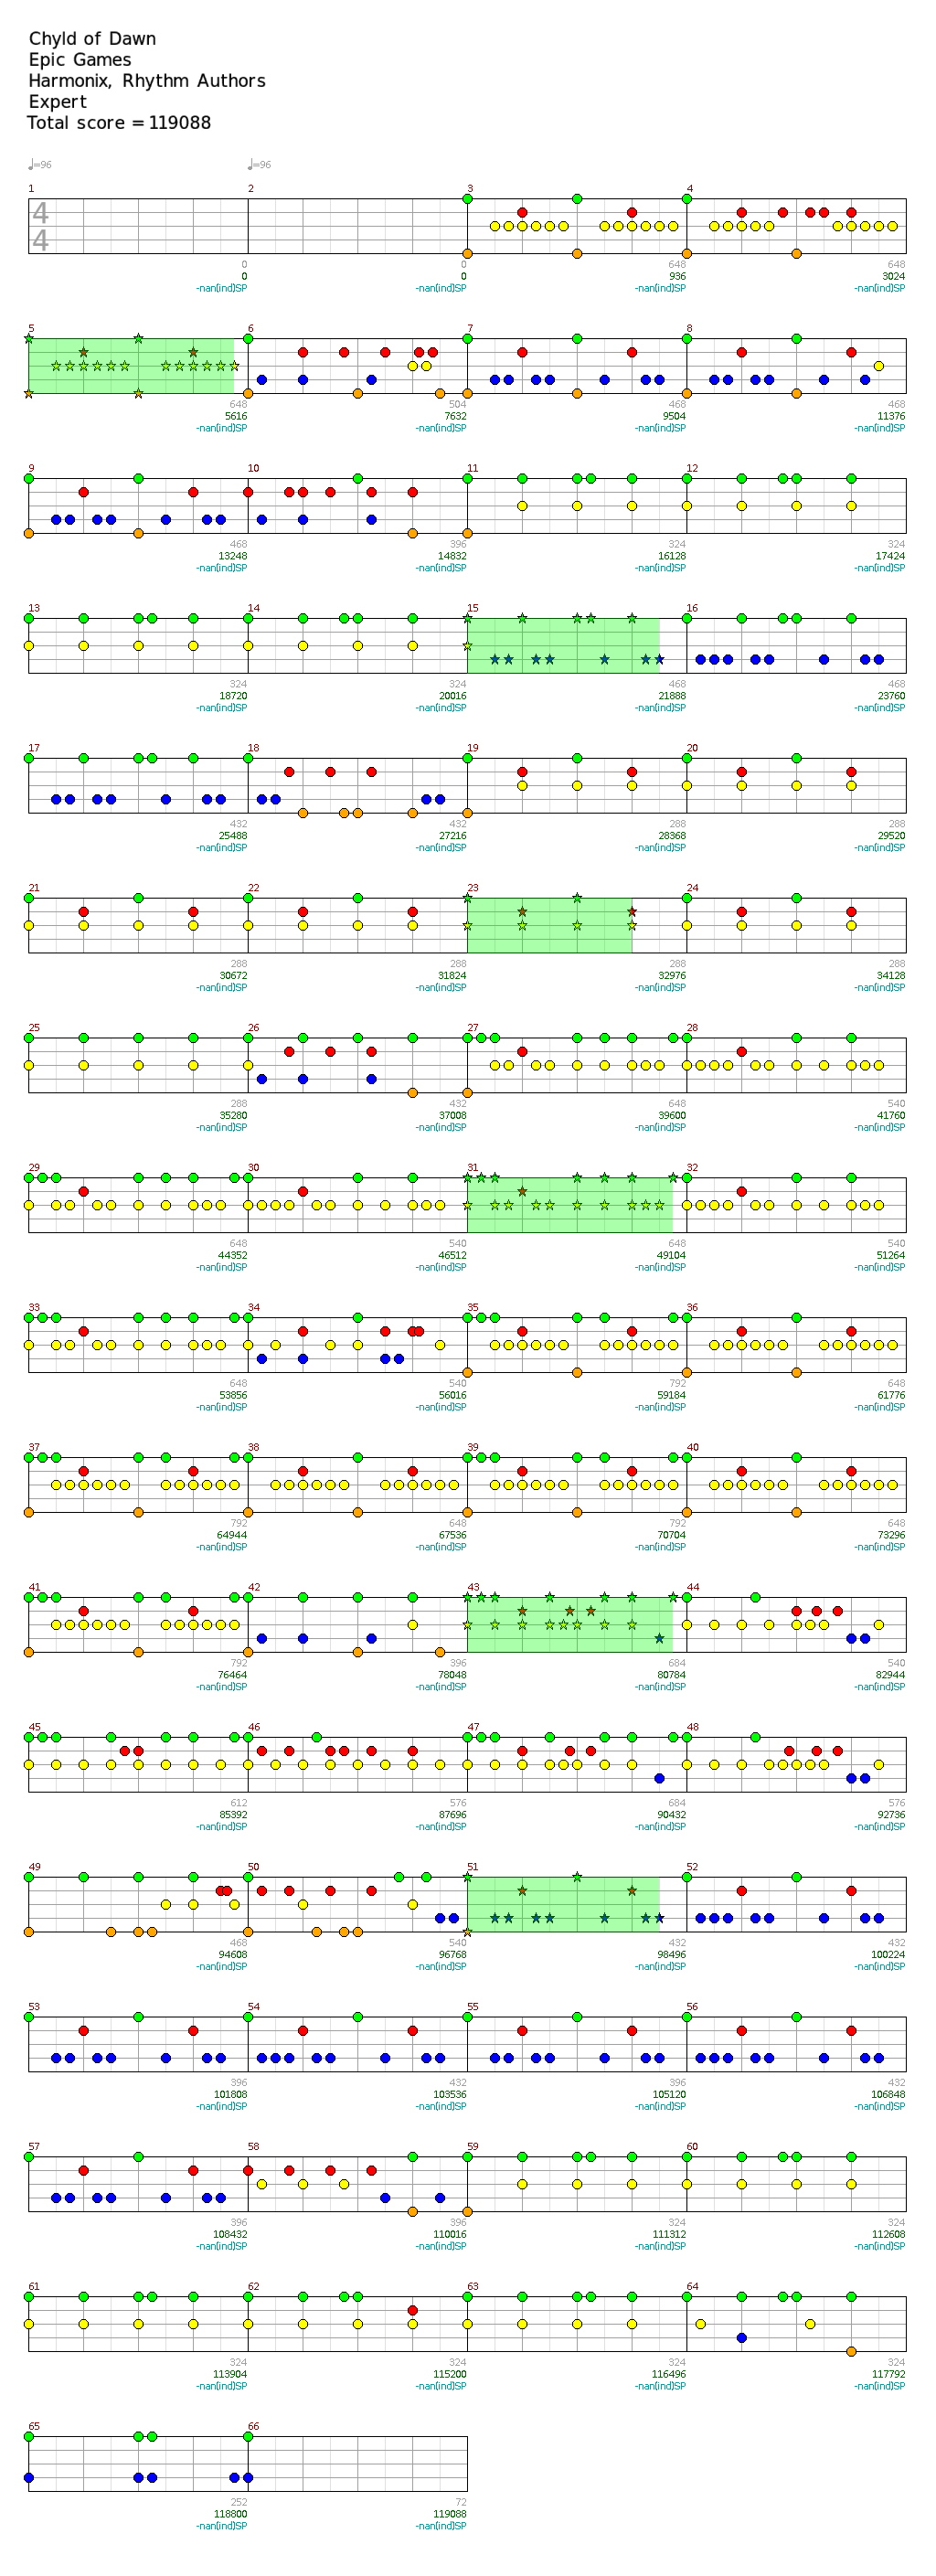 Chyld of Dawn
Epic Games
Harmonix, Rhythm Authors
Expert
Total score = 119088
♩=96 ♩=96
1 2 3 4
4
4
0 0 648 648
0 0 936 3024
-nan(ind)SP -nan(ind)SP -nan(ind)SP -nan(ind)SP
5 6 7 8
648 504 468 468
5616 7632 9504 11376
-nan(ind)SP -nan(ind)SP -nan(ind)SP -nan(ind)SP
9 10 11 12
468 396 324 324
13248 14832 16128 17424
-nan(ind)SP -nan(ind)SP -nan(ind)SP -nan(ind)SP
13 14 15 16
324 324 468 468
18720 20016 21888 23760
-nan(ind)SP -nan(ind)SP -nan(ind)SP -nan(ind)SP
17 18 19 20
432 432 288 288
25488 27216 28368 29520
-nan(ind)SP -nan(ind)SP -nan(ind)SP -nan(ind)SP
21 22 23 24
288 288 288 288
30672 31824 32976 34128
-nan(ind)SP -nan(ind)SP -nan(ind)SP -nan(ind)SP
25 26 27 28
288 432 648 540
35280 37008 39600 41760
-nan(ind)SP -nan(ind)SP -nan(ind)SP -nan(ind)SP
29 30 31 32
648 540 648 540
44352 46512 49104 51264
-nan(ind)SP -nan(ind)SP -nan(ind)SP -nan(ind)SP
33 34 35 36
648 540 792 648
53856 56016 59184 61776
-nan(ind)SP -nan(ind)SP -nan(ind)SP -nan(ind)SP
37 38 39 40
792 648 792 648
64944 67536 70704 73296
-nan(ind)SP -nan(ind)SP -nan(ind)SP -nan(ind)SP
41 42 43 44
792 396 684 540
76464 78048 80784 82944
-nan(ind)SP -nan(ind)SP -nan(ind)SP -nan(ind)SP
45 46 47 48
612 576 684 576
85392 87696 90432 92736
-nan(ind)SP -nan(ind)SP -nan(ind)SP -nan(ind)SP
49 50 51 52
468 540 432 432
94608 96768 98496 100224
-nan(ind)SP -nan(ind)SP -nan(ind)SP -nan(ind)SP
53 54 55 56
396 432 396 432
101808 103536 105120 106848
-nan(ind)SP -nan(ind)SP -nan(ind)SP -nan(ind)SP
57 58 59 60
396 396 324 324
108432 110016 111312 112608
-nan(ind)SP -nan(ind)SP -nan(ind)SP -nan(ind)SP
61 62 63 64
324 324 324 324
113904 115200 116496 117792
-nan(ind)SP -nan(ind)SP -nan(ind)SP -nan(ind)SP
65 66
252 72
118800 119088
-nan(ind)SP -nan(ind)SP